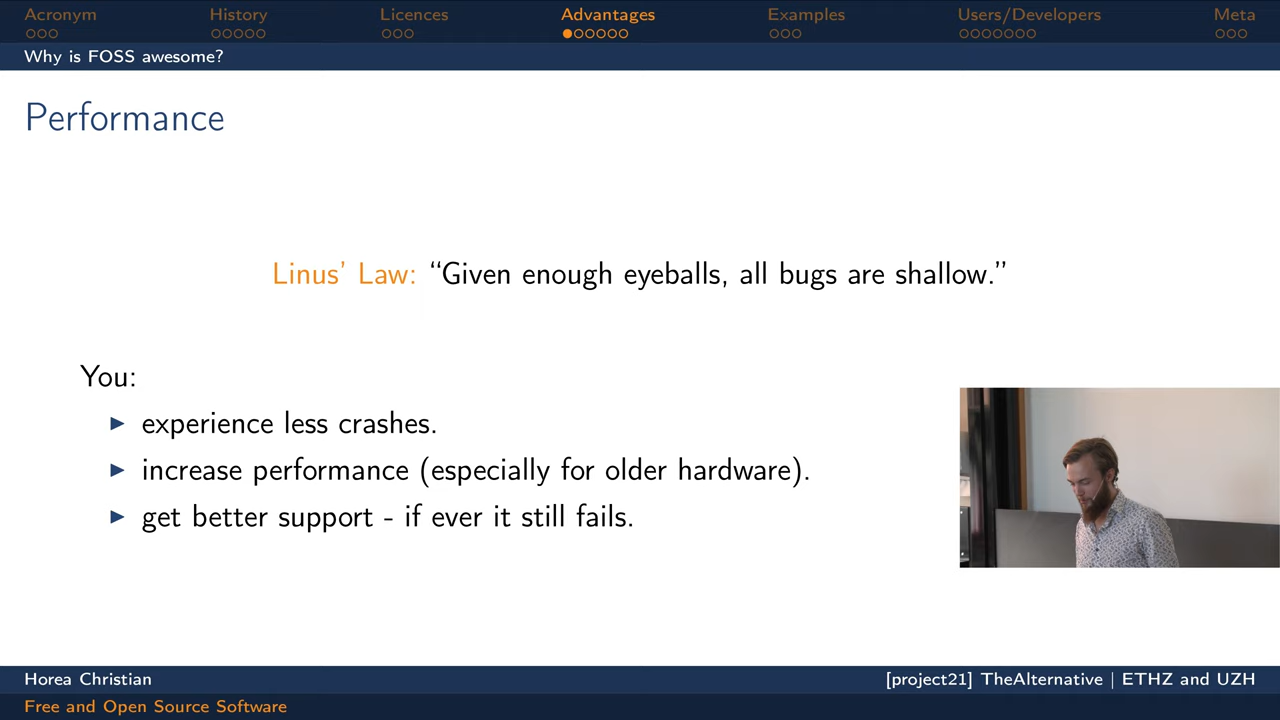 Acronym History Licences Advantages Examples Users/Developers Meta
Why is FOSS awesome?
Performance
Linus’ Law: “Given enough eyeballs, all bugs are shallow.”
You:
experience less crashes.
increase performance (especially for older hardware).
get better support - if ever it still fails.
Horea Christian [project21] TheAlternative | ETHZ and UZH
Free and Open Source Software